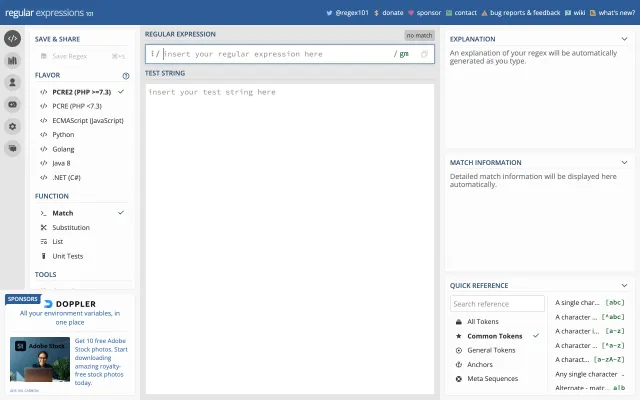 regular expressions 101
@regex101
donate
sponsor
contact
bug reports & feedback
wiki
what's new?
SAVE & SHARE
Save Regex ⌘+s
FLAVOR
</> PCRE2 (PHP >=7.3)
</> PCRE (PHP <7.3)
</> ECMAScript (JavaScript)
</> Python
</> Golang
</> Java 8
</> .NET (C#)
FUNCTION
>_ Match
Substitution
List
Unit Tests
TOOLS
SPONSORS
DOPPLER
All your environment variables, in
one place
St Adobe Stock
Get 10 free Adobe
Stock photos. Start
downloading
amazing royalty-
free stock photos
today.
REGULAR EXPRESSION
no match
/ insert your regular expression here / gm
TEST STRING
insert your test string here
EXPLANATION
An explanation of your regex will be automatically
generated as you type.
MATCH INFORMATION
Detailed match information will be displayed here
automatically.
QUICK REFERENCE
Search reference
All Tokens
Common Tokens
General Tokens
Anchors
Meta Sequences
A single char... [abc]
A character ... [^abc]
A character i... [a-z]
A character ... [^a-z]
A charact... [a-zA-Z]
Any single character .
Alternate - matr... a|b